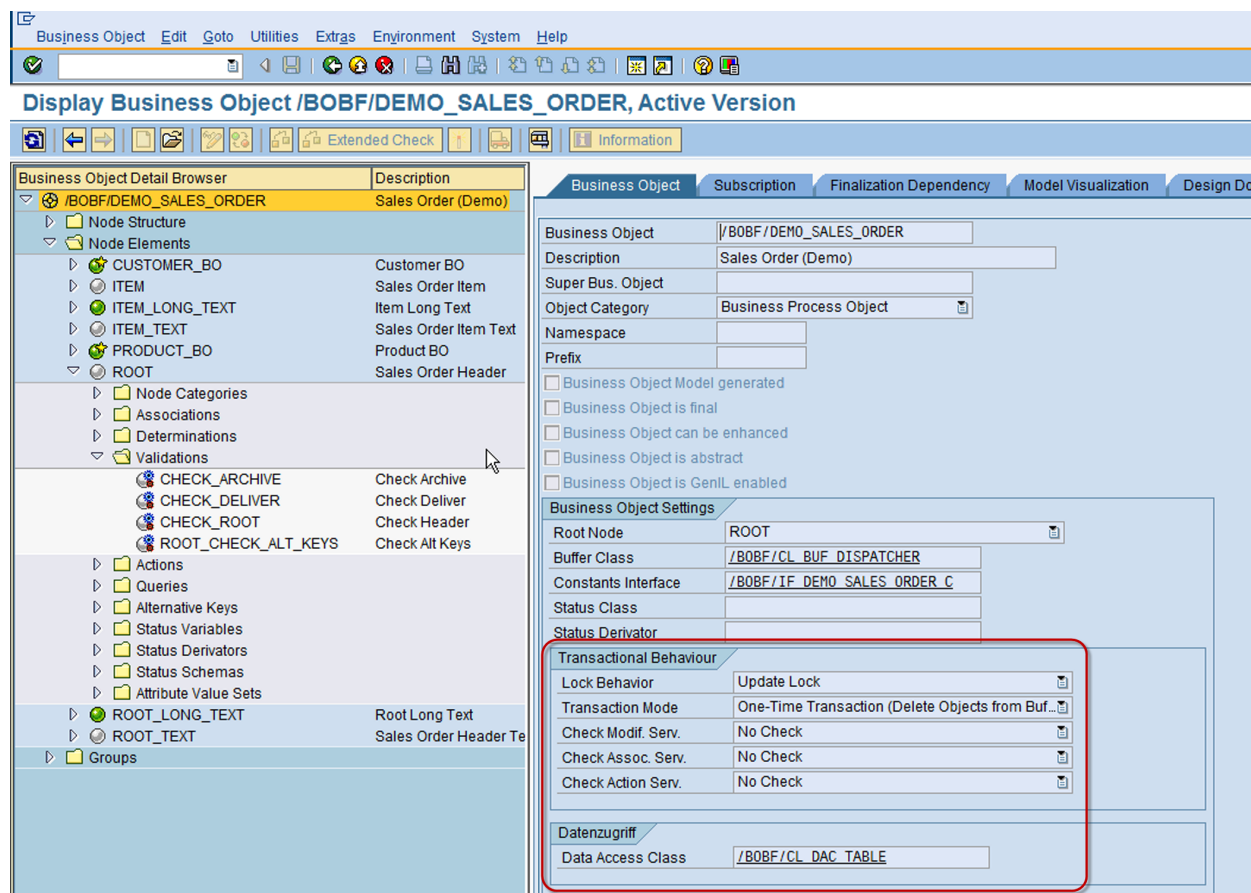 Business Object Edit Goto Utilities Extras Environment System Help
Display Business Object /BOBF/DEMO_SALES_ORDER, Active Version
Extended Check Information
Business Object Detail Browser Description
/BOBF/DEMO_SALES_ORDER Sales Order (Demo)
Node Structure
Node Elements
CUSTOMER_BO Customer BO
ITEM Sales Order Item
ITEM_LONG_TEXT Item Long Text
ITEM_TEXT Sales Order Item Text
PRODUCT_BO Product BO
ROOT Sales Order Header
Node Categories
Associations
Determinations
Validations
CHECK_ARCHIVE Check Archive
CHECK_DELIVER Check Deliver
CHECK_ROOT Check Header
ROOT_CHECK_ALT_KEYS Check Alt Keys
Actions
Queries
Alternative Keys
Status Variables
Status Derivators
Status Schemas
Attribute Value Sets
ROOT_LONG_TEXT Root Long Text
ROOT_TEXT Sales Order Header Te
Groups
Business Object Subscription Finalization Dependency Model Visualization Design Do
Business Object /BOBF/DEMO_SALES_ORDER
Description Sales Order (Demo)
Super Bus. Object
Object Category Business Process Object
Namespace
Prefix
Business Object Model generated
Business Object is final
Business Object can be enhanced
Business Object is abstract
Business Object is GenIL enabled
Business Object Settings
Root Node ROOT
Buffer Class /BOBF/CL_BUF_DISPATCHER
Constants Interface /BOBF/IF_DEMO_SALES_ORDER_C
Status Class
Status Derivator
Transactional Behaviour
Lock Behavior Update Lock
Transaction Mode One-Time Transaction (Delete Objects from Buf...
Check Modif. Serv. No Check
Check Assoc. Serv. No Check
Check Action Serv. No Check
Datenzugriff
Data Access Class /BOBF/CL_DAC_TABLE